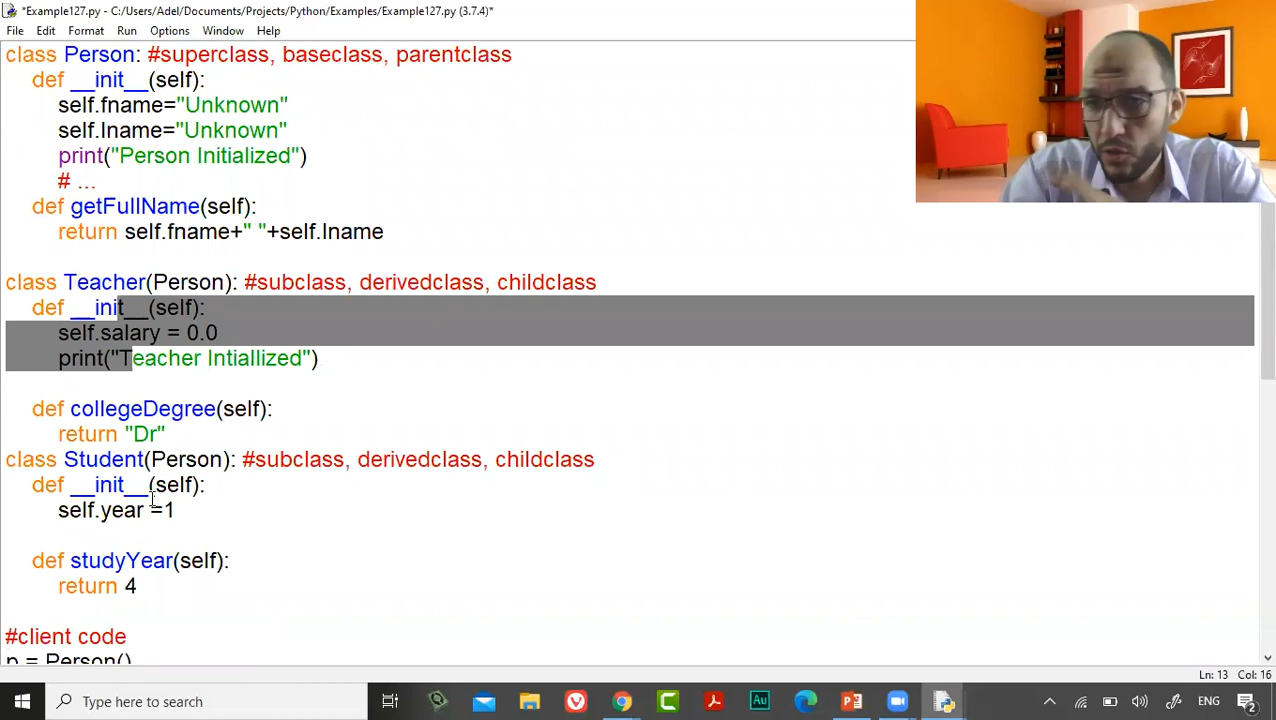 *Example127.py - C:/Users/Adel/Documents/Projects/Python/Examples/Example127.py (3.7.4)*
File Edit Format Run Options Window Help
class Person: #superclass, baseclass, parentclass
def __init__(self):
self.fname="Unknown"
self.lname="Unknown"
print("Person Initialized")
# ...
def getFullName(self):
return self.fname+" "+self.lname
class Teacher(Person): #subclass, derivedclass, childclass
def __init__(self):
self.salary = 0.0
print("Teacher Intiallized")
def collegeDegree(self):
return "Dr"
class Student(Person): #subclass, derivedclass, childclass
def __init__(self):
self.year =1
def studyYear(self):
return 4
#client code
p = Person()
Ln: 13 Col: 16
Type here to search
Au
ENG
2